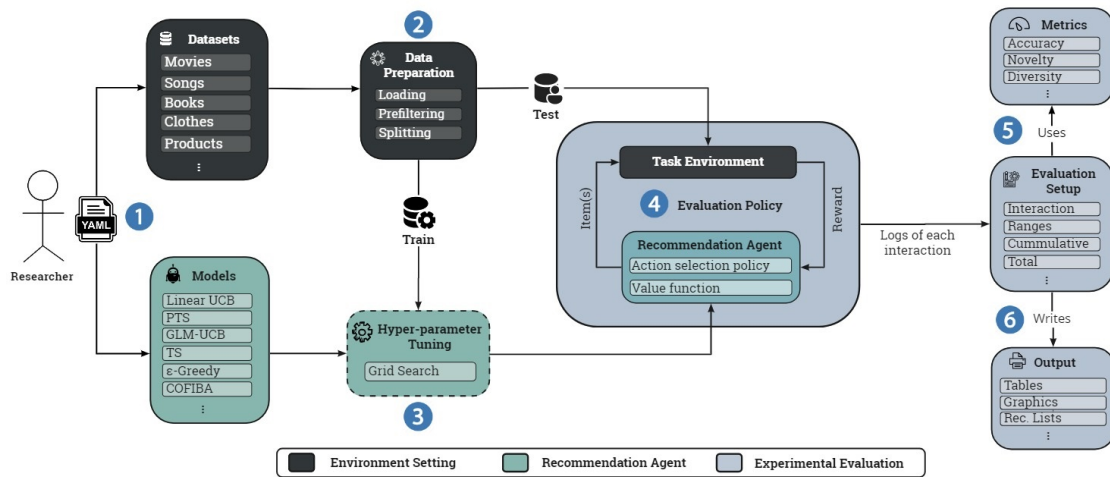 Researcher
YAML
1
Datasets
Movies
Songs
Books
Clothes
Products
⋮
Models
Linear UCB
PTS
GLM-UCB
TS
ε-Greedy
COFIBA
⋮
2
Data
Preparation
Loading
Prefiltering
Splitting
Test
Train
Hyper-parameter
Tuning
Grid Search
3
Task Environment
Item(s)
4
Evaluation Policy
Reward
Recommendation Agent
Action selection policy
Value function
Logs of each
interaction
Metrics
Accuracy
Novelty
Diversity
⋮
5
Uses
Evaluation
Setup
Interaction
Ranges
Cummulative
Total
⋮
6
Writes
Output
Tables
Graphics
Rec. Lists
⋮
Environment Setting
Recommendation Agent
Experimental Evaluation